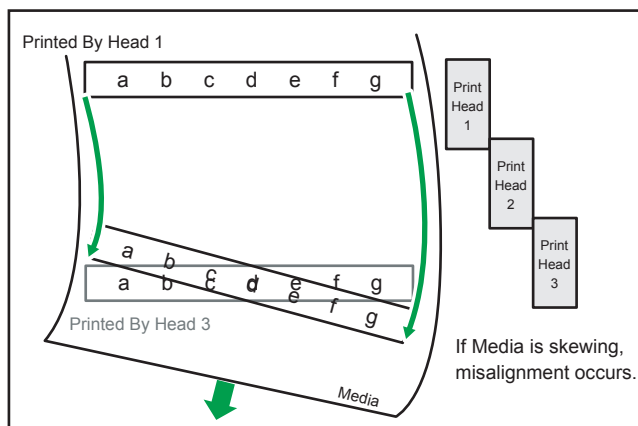 Printed By Head 1
a b c d e f g
Print
Head
1
Print
Head
2
Print
Head
3
a b c d e f g
a b c d e f g
Printed By Head 3
If Media is skewing,
misalignment occurs.
Media